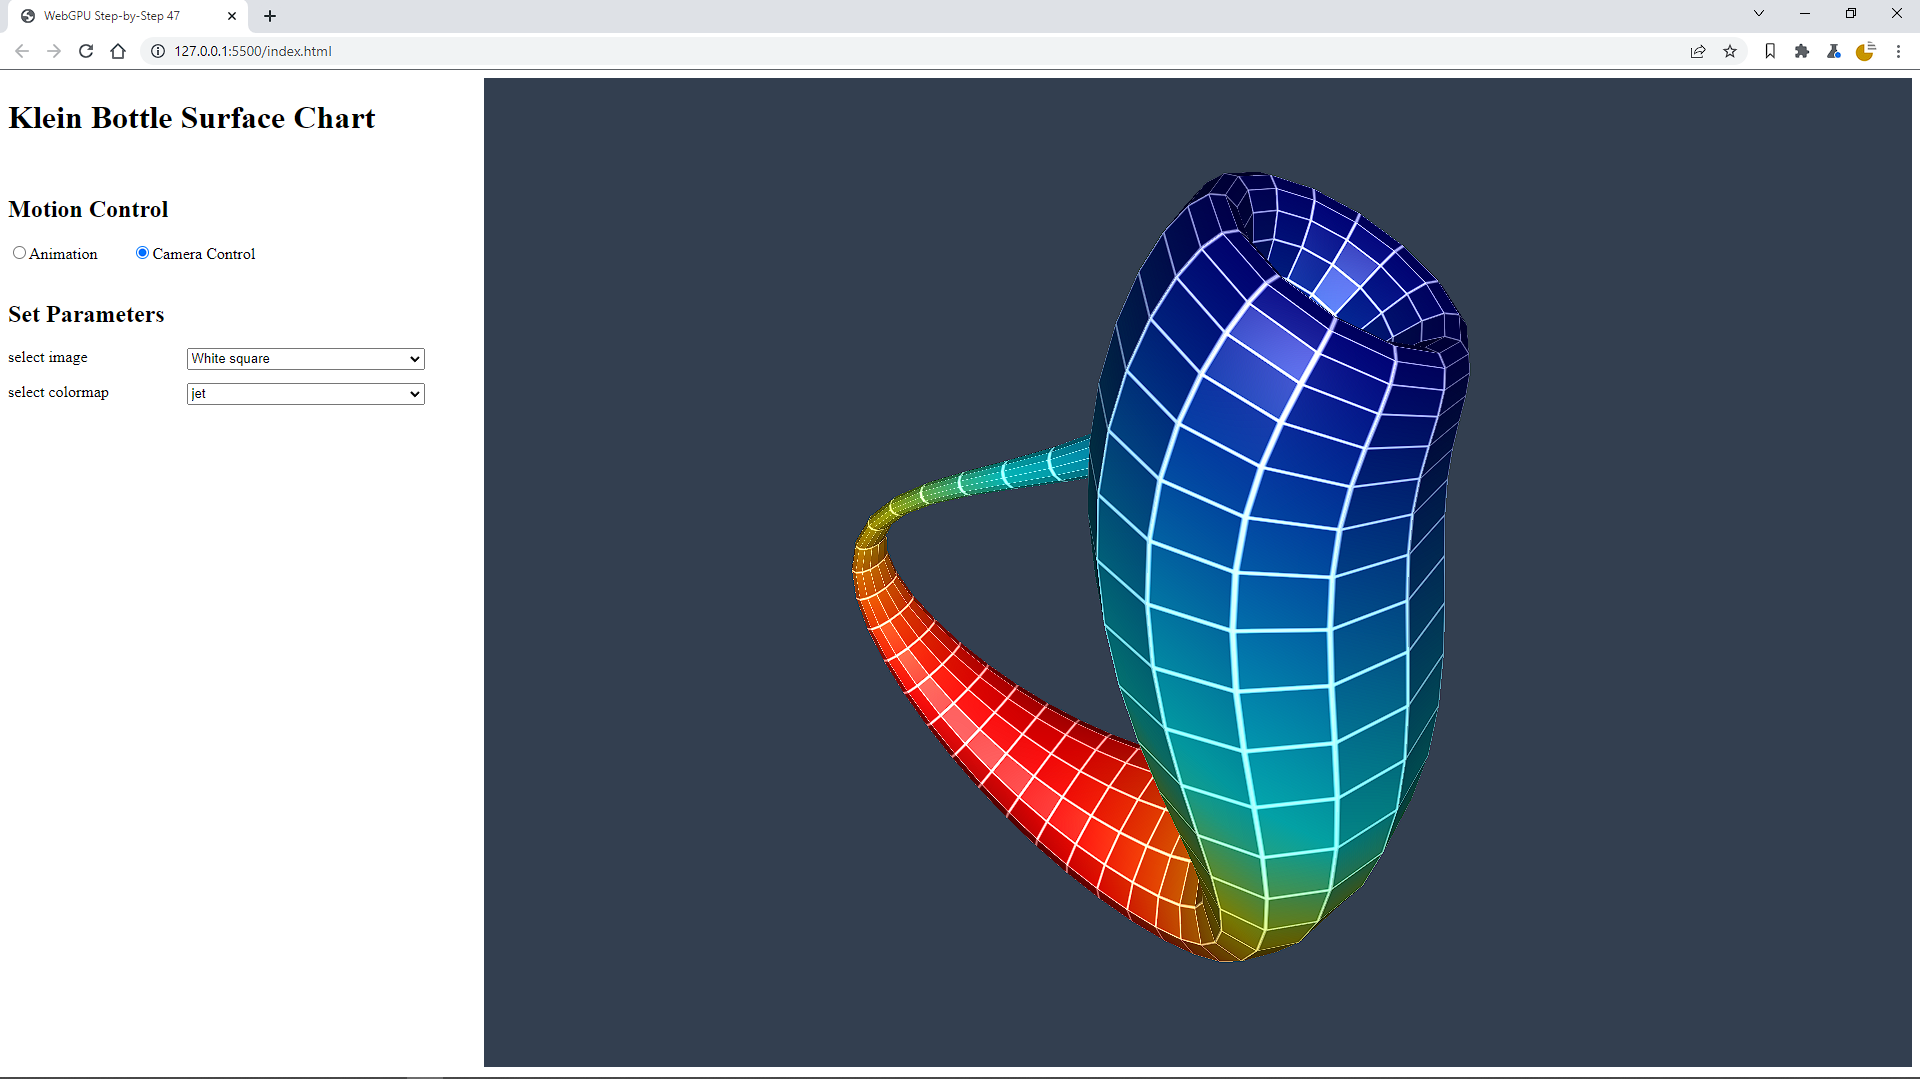 WebGPU Step-by-Step 47
127.0.0.1:5500/index.html
Klein Bottle Surface Chart
Motion Control
Animation Camera Control
Set Parameters
select image White square
select colormap jet